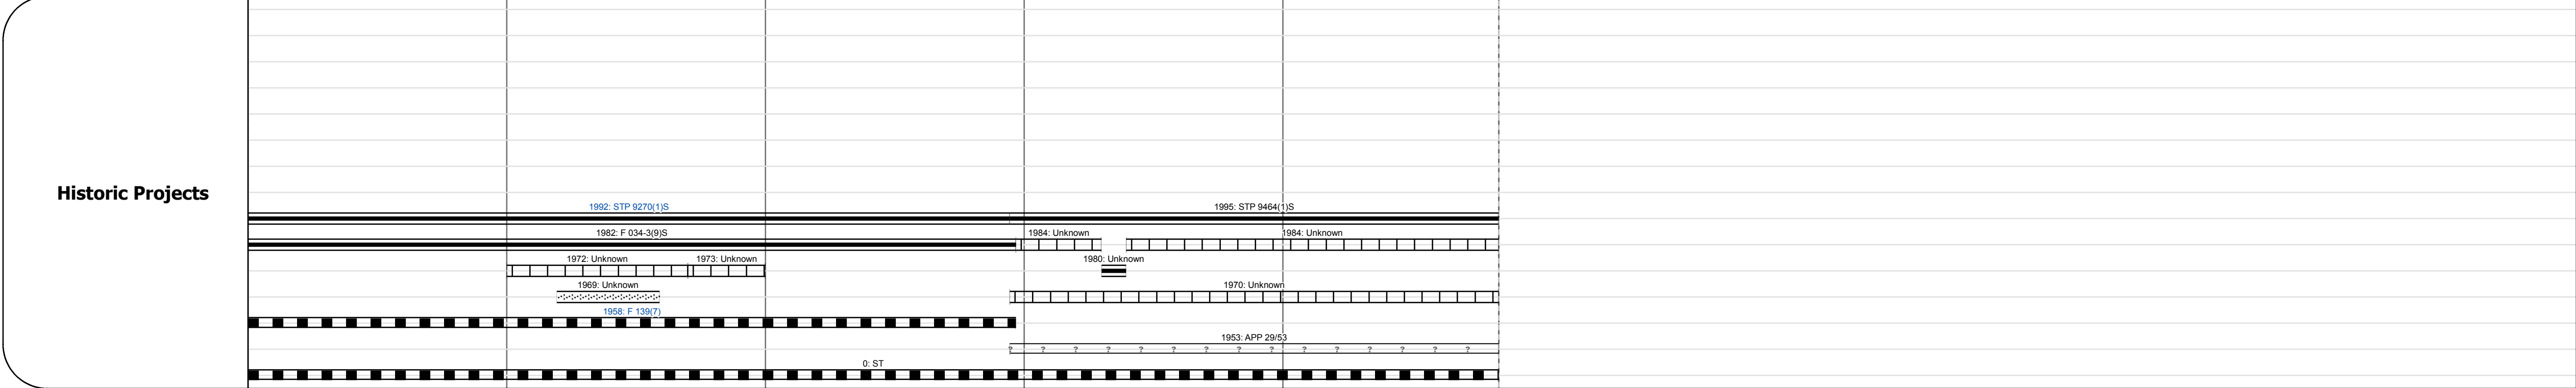 Historic Projects
1992: STP 9270(1)S
1995: STP 9464(1)S
1982: F 034-3(9)S
1984: Unknown
1984: Unknown
1972: Unknown
1973: Unknown
1980: Unknown
1969: Unknown
1970: Unknown
1958: F 139(7)
1953: APP 29/53
? ? ? ? ? ? ? ? ? ? ? ? ? ? ?
0: ST